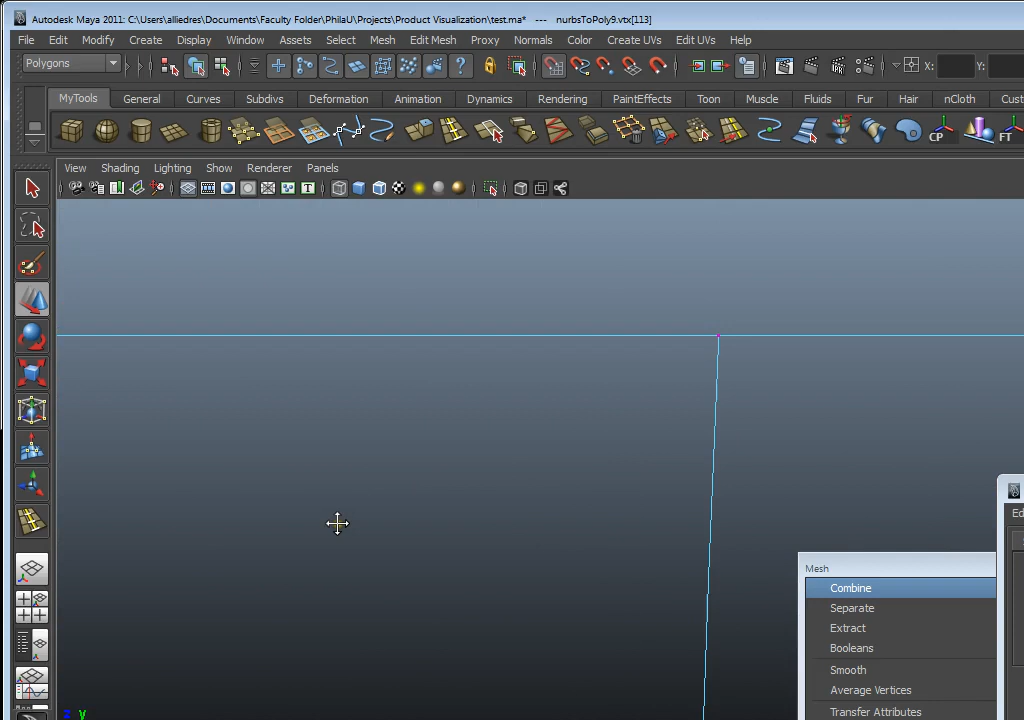 Autodesk Maya 2011: C:\Users\alliedres\Documents\Faculty Folder\PhilaU\Projects\Product Visualization\test.ma* --- nurbsToPoly9.vtx[113]
File Edit Modify Create Display Window Assets Select Mesh Edit Mesh Proxy Normals Color Create UVs Edit UVs Help
Polygons X: Y:
MyTools General Curves Subdivs Deformation Animation Dynamics Rendering PaintEffects Toon Muscle Fluids Fur Hair nCloth Cust
CP FT
View Shading Lighting Show Renderer Panels
Ed
Mesh
Combine
Separate
Extract
Booleans
Smooth
Average Vertices
Transfer Attributes
z y